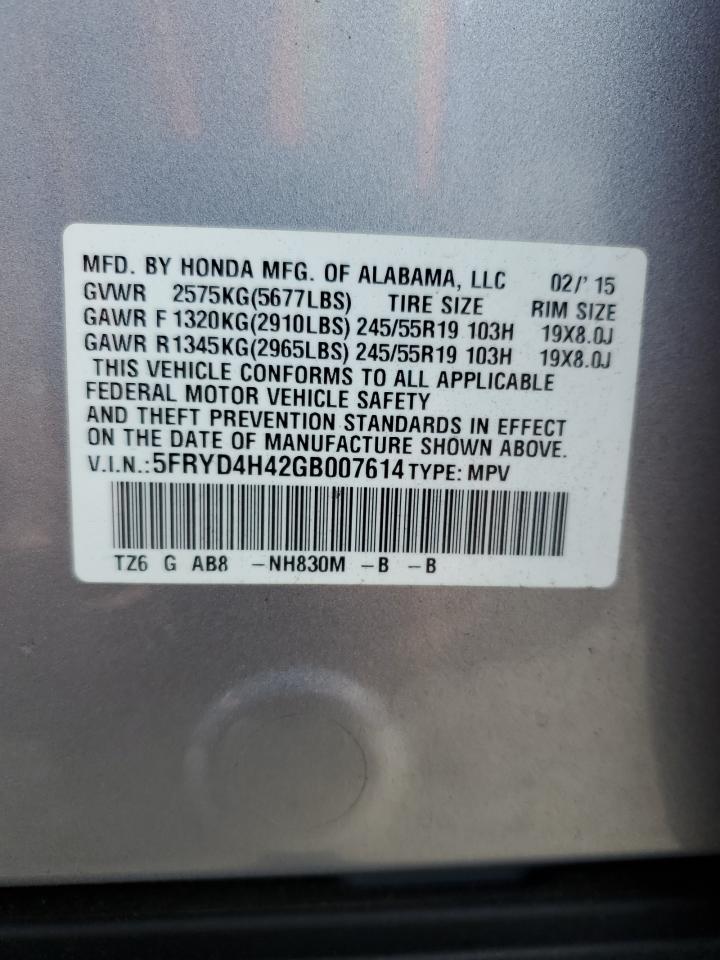 MFD. BY HONDA MFG. OF ALABAMA, LLC 02/' 15
GVWR 2575KG(5677LBS) TIRE SIZE RIM SIZE
GAWR F 1320KG(2910LBS) 245/55R19 103H 19X8.0J
GAWR R1345KG(2965LBS) 245/55R19 103H 19X8.0J
THIS VEHICLE CONFORMS TO ALL APPLICABLE
FEDERAL MOTOR VEHICLE SAFETY
AND THEFT PREVENTION STANDARDS IN EFFECT
ON THE DATE OF MANUFACTURE SHOWN ABOVE.
V.I.N.:5FRYD4H42GB007614 TYPE: MPV
TZ6 G AB8 -NH830M -B -B